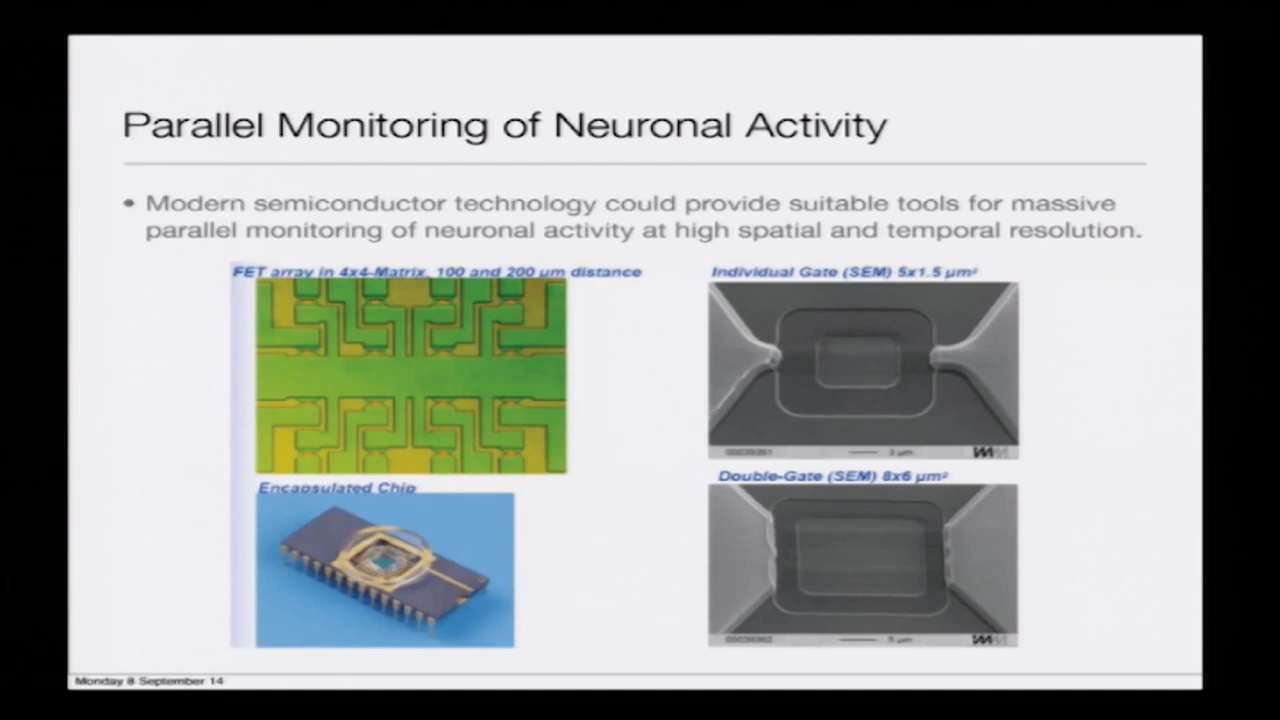 Parallel Monitoring of Neuronal Activity
• Modern semiconductor technology could provide suitable tools for massive
parallel monitoring of neuronal activity at high spatial and temporal resolution.
FET array in 4x4-Matrix, 100 and 200 µm distance
Individual Gate (SEM) 5x1.5 µm²
Encapsulated Chip
Double-Gate (SEM) 8x6 µm²
5 µm
Monday 8 September 14